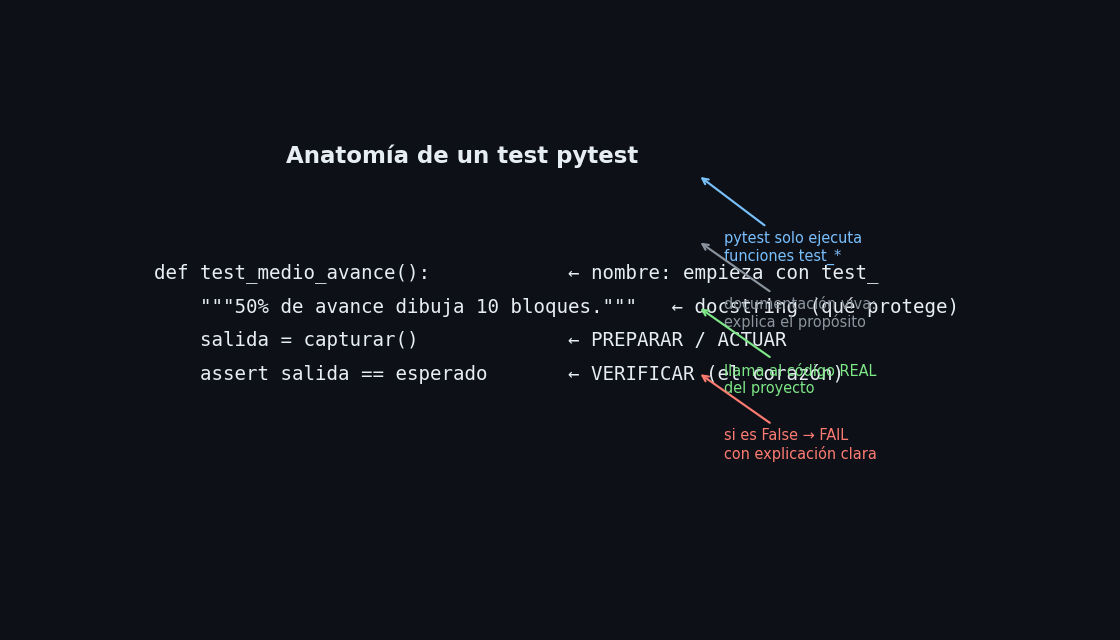 Anatomía de un test pytest
def test_medio_avance():            ← nombre: empieza con test_
    """50% de avance dibuja 10 bloques."""   ← docstring (qué protege)
    salida = capturar()             ← PREPARAR / ACTUAR
    assert salida == esperado       ← VERIFICAR (el corazón)
pytest solo ejecuta
funciones test_*
documentación viva:
explica el propósito
llama al código REAL
del proyecto
si es False → FAIL
con explicación clara